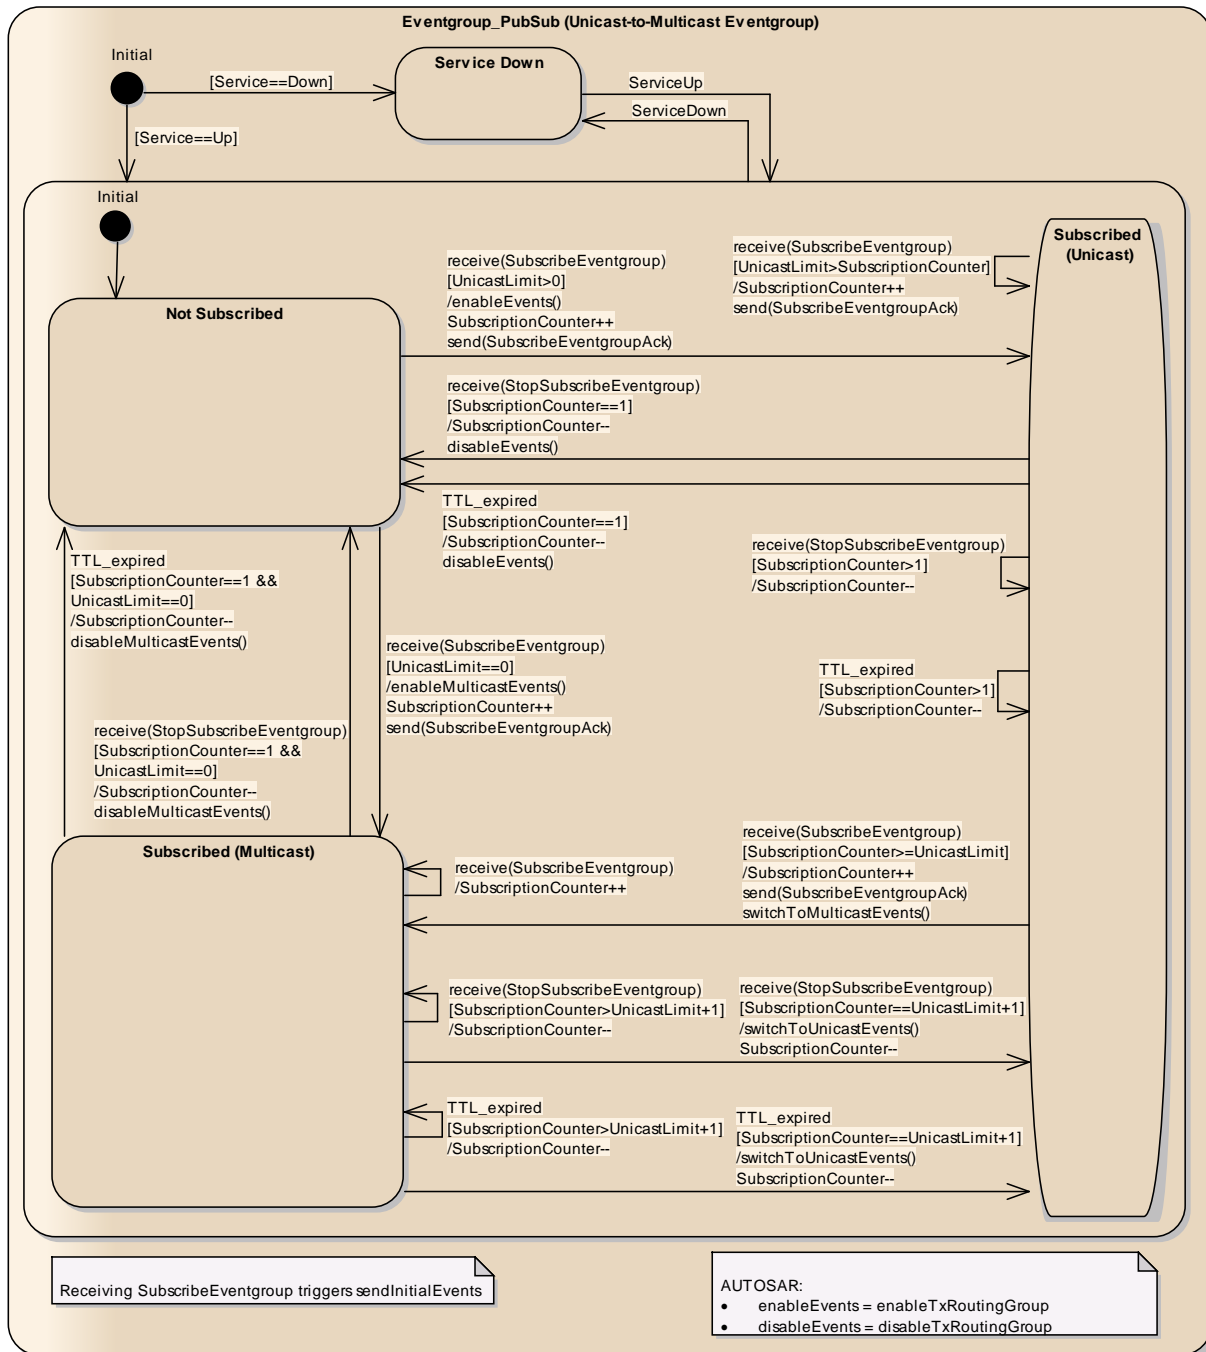 Eventgroup_PubSub (Unicast-to-Multicast Eventgroup)
Initial
[Service==Down]
Service Down
ServiceUp
ServiceDown
[Service==Up]
Initial
Not Subscribed
receive(SubscribeEventgroup)
[UnicastLimit>0]
/enableEvents()
SubscriptionCounter++
send(SubscribeEventgroupAck)
receive(SubscribeEventgroup)
[UnicastLimit>SubscriptionCounter]
/SubscriptionCounter++
send(SubscribeEventgroupAck)
Subscribed
(Unicast)
receive(StopSubscribeEventgroup)
[SubscriptionCounter==1]
/SubscriptionCounter--
disableEvents()
TTL_expired
[SubscriptionCounter==1]
/SubscriptionCounter--
disableEvents()
receive(StopSubscribeEventgroup)
[SubscriptionCounter>1]
/SubscriptionCounter--
TTL_expired
[SubscriptionCounter==1 &&
UnicastLimit==0]
/SubscriptionCounter--
disableMulticastEvents()
receive(SubscribeEventgroup)
[UnicastLimit==0]
/enableMulticastEvents()
SubscriptionCounter++
send(SubscribeEventgroupAck)
TTL_expired
[SubscriptionCounter>1]
/SubscriptionCounter--
receive(StopSubscribeEventgroup)
[SubscriptionCounter==1 &&
UnicastLimit==0]
/SubscriptionCounter--
disableMulticastEvents()
Subscribed (Multicast)
receive(SubscribeEventgroup)
/SubscriptionCounter++
receive(SubscribeEventgroup)
[SubscriptionCounter>=UnicastLimit]
/SubscriptionCounter++
send(SubscribeEventgroupAck)
switchToMulticastEvents()
receive(StopSubscribeEventgroup)
[SubscriptionCounter>UnicastLimit+1]
/SubscriptionCounter--
receive(StopSubscribeEventgroup)
[SubscriptionCounter==UnicastLimit+1]
/switchToUnicastEvents()
SubscriptionCounter--
TTL_expired
[SubscriptionCounter>UnicastLimit+1]
/SubscriptionCounter--
TTL_expired
[SubscriptionCounter==UnicastLimit+1]
/switchToUnicastEvents()
SubscriptionCounter--
Receiving SubscribeEventgroup triggers sendInitialEvents
AUTOSAR:
• enableEvents = enableTxRoutingGroup
• disableEvents = disableTxRoutingGroup